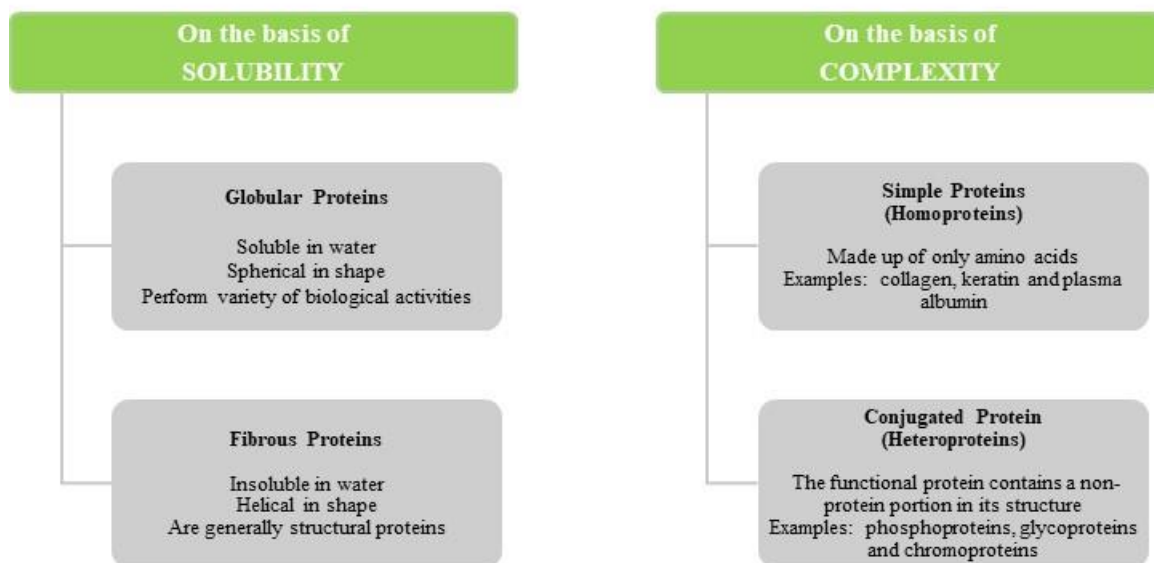 On the basis of
SOLUBILITY
Globular Proteins
Soluble in water
Spherical in shape
Perform variety of biological activities
Fibrous Proteins
Insoluble in water
Helical in shape
Are generally structural proteins
On the basis of
COMPLEXITY
Simple Proteins
(Homoproteins)
Made up of only amino acids
Examples: collagen, keratin and plasma
albumin
Conjugated Protein
(Heteroproteins)
The functional protein contains a non-
protein portion in its structure
Examples: phosphoproteins, glycoproteins
and chromoproteins